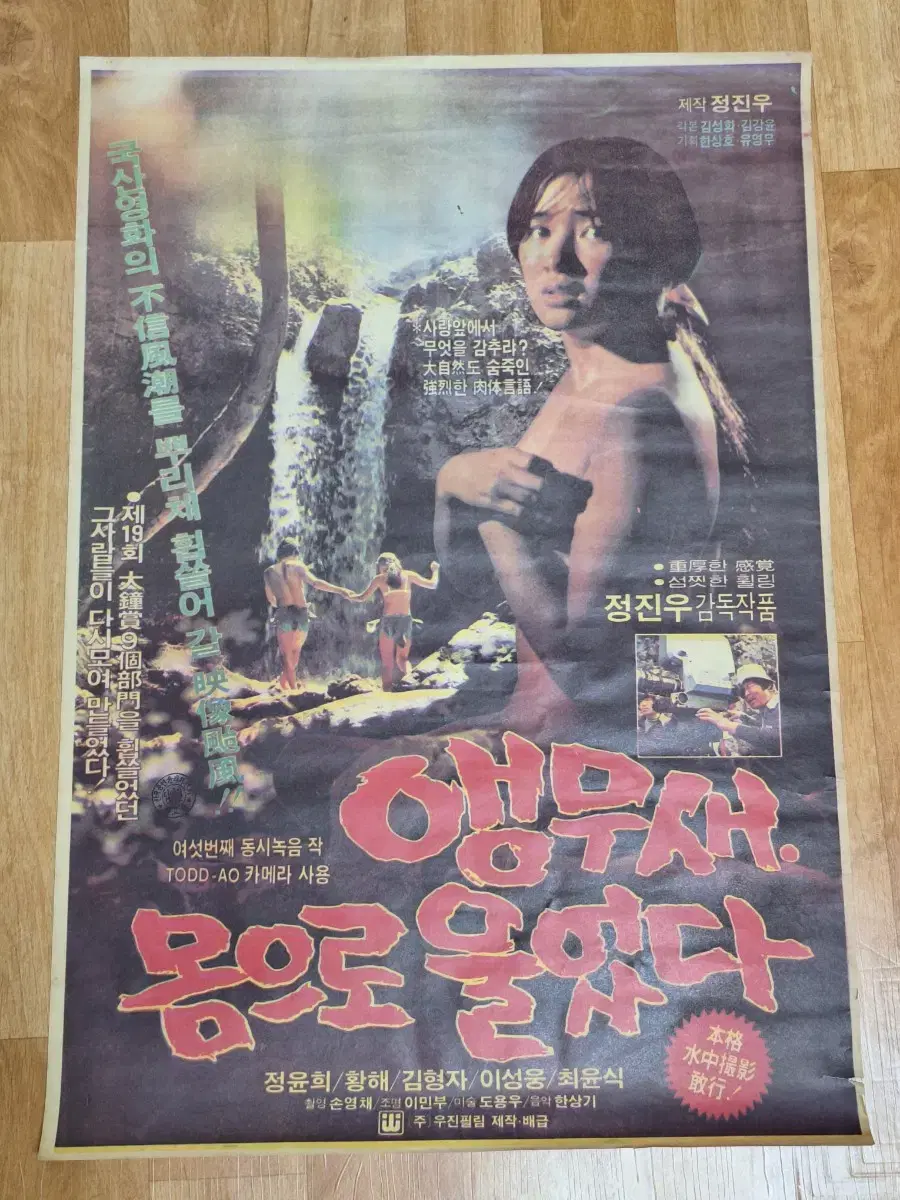 제작 정진우
각본 김성화·김강윤
기획 한상호·유영무
국산영화의 不信風潮를 뿌리채 휩쓸어 갈 映像颱風!!
*사랑앞에서
무엇을 감추랴?
大自然도 숨죽인
強烈한 肉体言語!
●제19회 大鐘賞 9個部門을 휩쓸었던
그사람들이 다시모여 만들었다!
●重厚한 感覚
●섬찟한 휠링
정진우 감독작품
여섯번째 동시녹음 작
TODD-AO 카메라 사용
앵무새.
몸으로 울었다
本格
水中撮影
敢行!
정윤희/황해/김형자/이성웅/최윤식
촬영 손영채/조명 이민부/미술 도용우/음악 한상기
(주) 우진필림 제작·배급